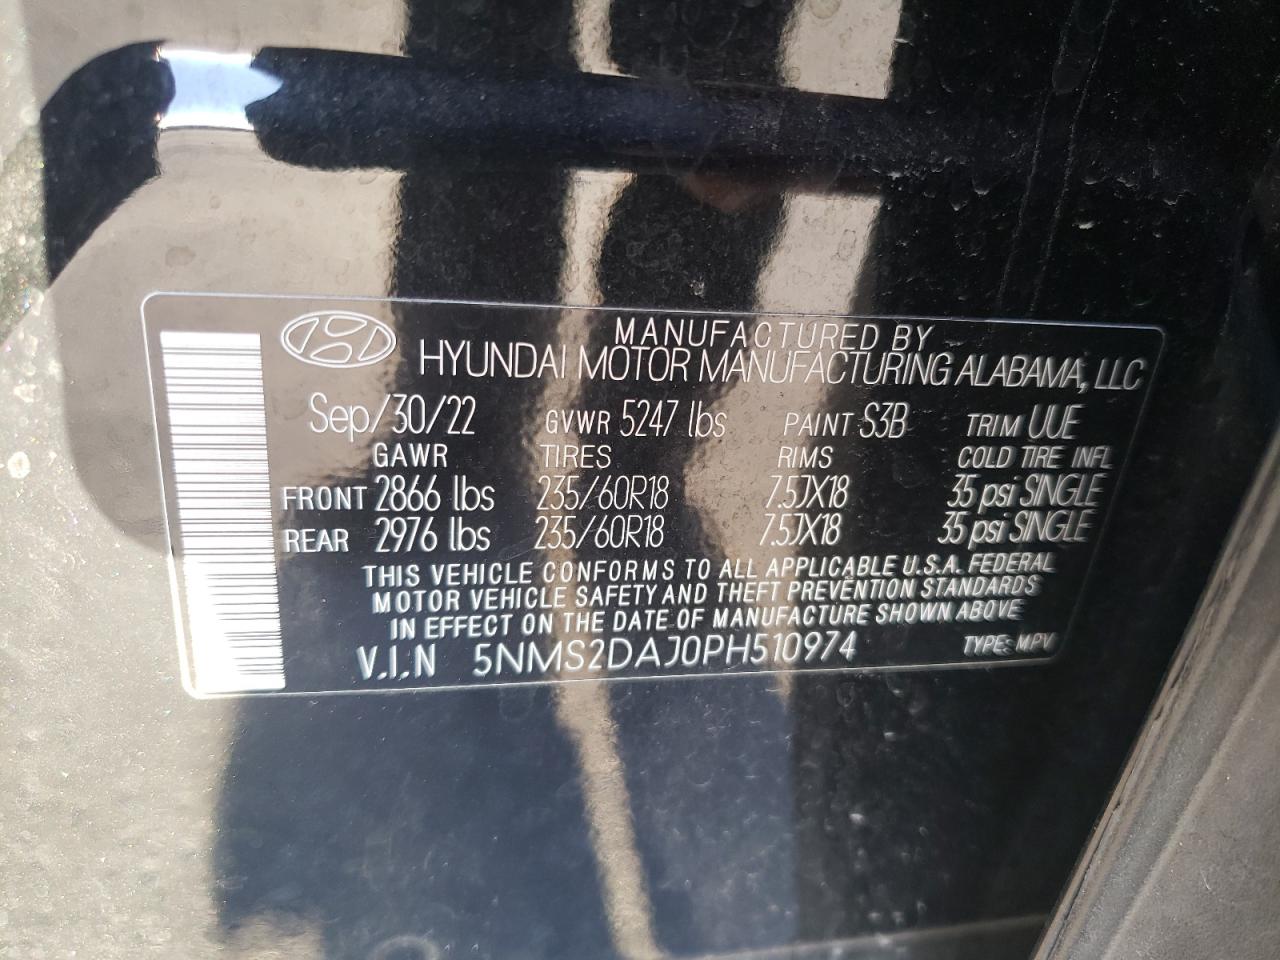 MANUFACTURED BY
HYUNDAI MOTOR MANUFACTURING ALABAMA, LLC
Sep/30/22 GVWR 5247 lbs PAINT S3B TRIM UUE
GAWR TIRES RIMS COLD TIRE INFL
FRONT 2866 lbs 235/60R18 7.5JX18 35 psi SINGLE
REAR 2976 lbs 235/60R18 7.5JX18 35 psi SINGLE
THIS VEHICLE CONFORMS TO ALL APPLICABLE U.S.A. FEDERAL
MOTOR VEHICLE SAFETY AND THEFT PREVENTION STANDARDS
IN EFFECT ON THE DATE OF MANUFACTURE SHOWN ABOVE
V.I.N 5NMS2DAJ0PH510974 TYPE: MPV